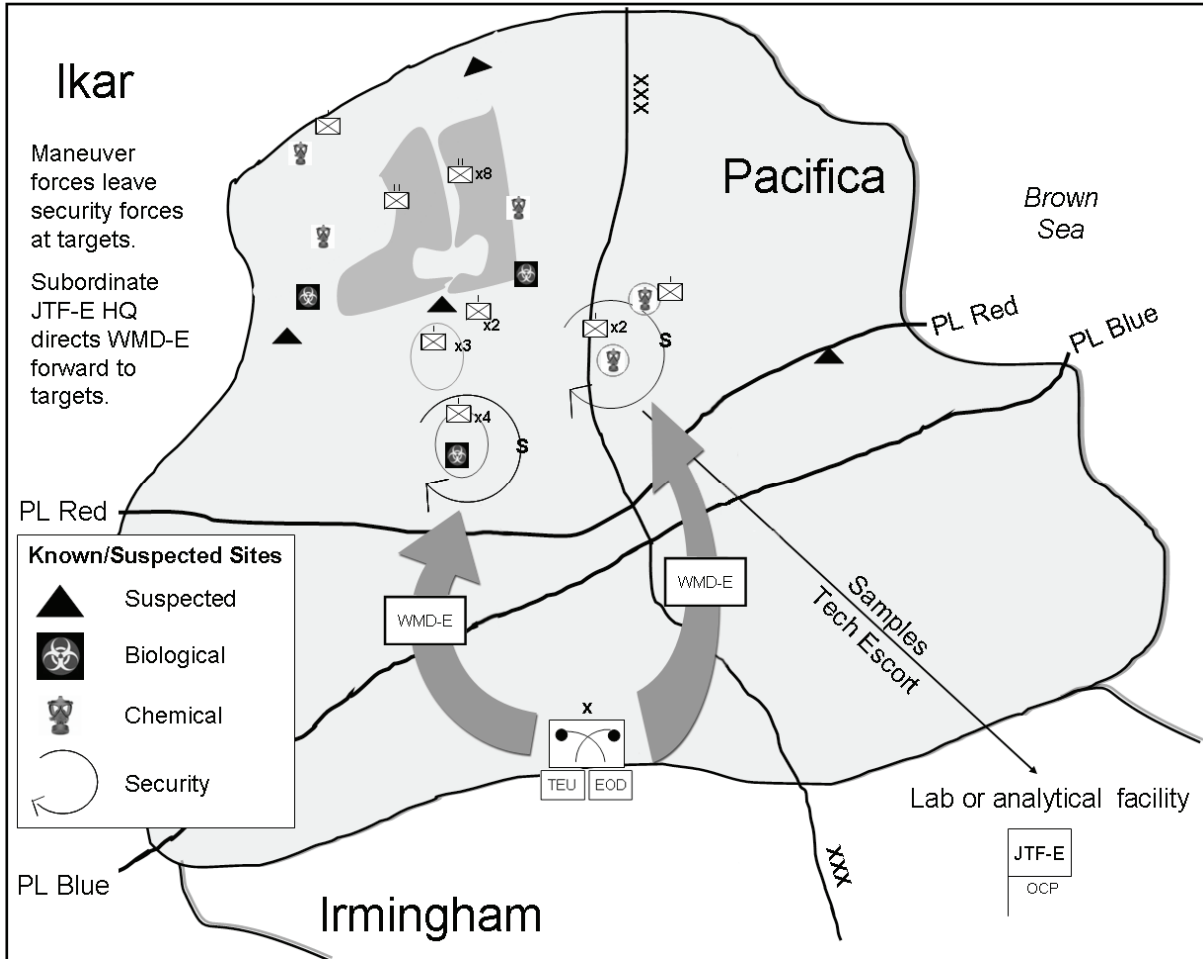 Ikar
Maneuver
forces leave
security forces
at targets.
Subordinate
JTF-E HQ
directs WMD-E
forward to
targets.
XXX
Pacifica
Brown
Sea
PL Red
PL Blue
I
II
II
x8
I
x2
I
x3
I
x4
S
I
x2
I
S
PL Red
Known/Suspected Sites
Suspected
Biological
Chemical
Security
WMD-E
WMD-E
Samples
Tech Escort
x
TEU
EOD
Lab or analytical facility
JTF-E
OCP
PL Blue
Irmingham
XXX